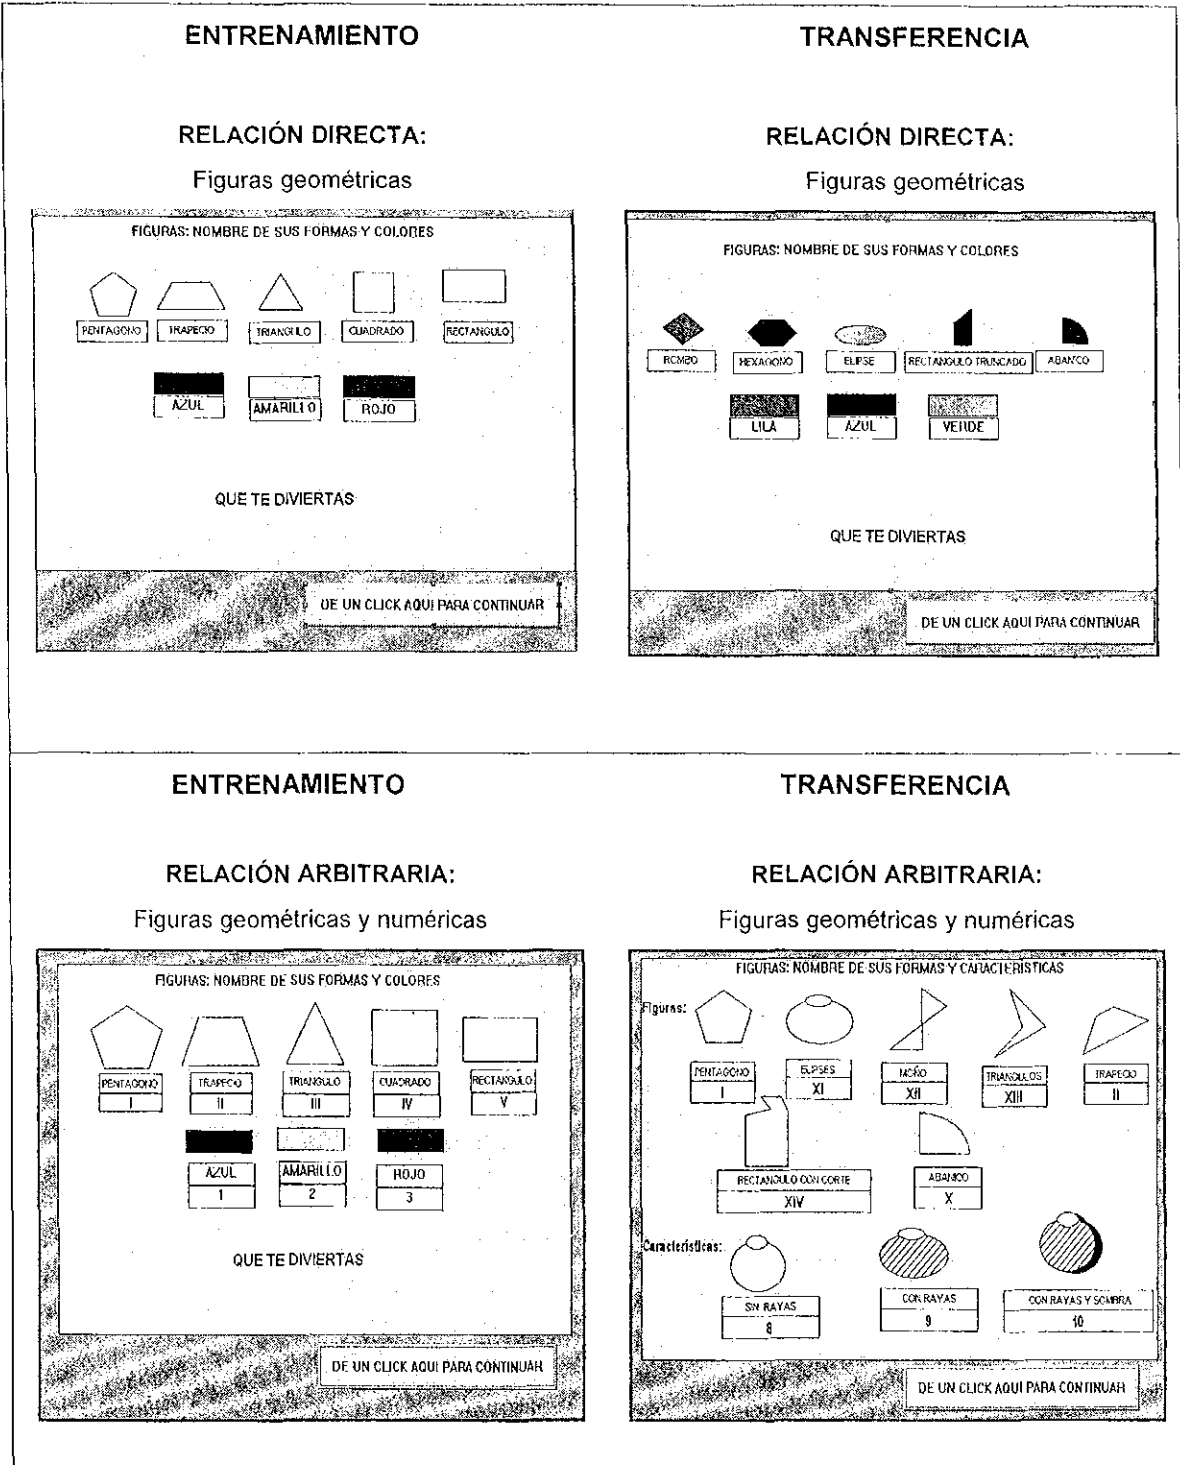 ENTRENAMIENTO
RELACIÓN DIRECTA:
Figuras geométricas
FIGURAS: NOMBRE DE SUS FORMAS Y COLORES
PENTAGONO TRAPECIO TRIANGULO CUADRADO RECTANGULO
AZUL AMARILLO ROJO
QUE TE DIVIERTAS
DE UN CLICK AQUI PARA CONTINUAR
TRANSFERENCIA
RELACIÓN DIRECTA:
Figuras geométricas
FIGURAS: NOMBRE DE SUS FORMAS Y COLORES
ROMBO HEXAGONO ELIPSE RECTANGULO TRUNCADO ABANICO
LILA AZUL VERDE
QUE TE DIVIERTAS
DE UN CLICK AQUI PARA CONTINUAR
ENTRENAMIENTO
RELACIÓN ARBITRARIA:
Figuras geométricas y numéricas
FIGURAS: NOMBRE DE SUS FORMAS Y COLORES
PENTAGONO TRAPECIO TRIANGULO CUADRADO RECTANGULO
I II III IV V
AZUL AMARILLO ROJO
1 2 3
QUE TE DIVIERTAS
DE UN CLICK AQUI PARA CONTINUAR
TRANSFERENCIA
RELACIÓN ARBITRARIA:
Figuras geométricas y numéricas
FIGURAS: NOMBRE DE SUS FORMAS Y CARACTERISTICAS
Figuras:
PENTAGONO ELIPSES MOÑO TRIANGULOS TRAPECIO
I XI XII XIII II
RECTANGULO CON CORTE ABANICO
XIV X
Caracteristicas:
SIN RAYAS CON RAYAS CON RAYAS Y SOMBRA
8 9 10
DE UN CLICK AQUI PARA CONTINUAR